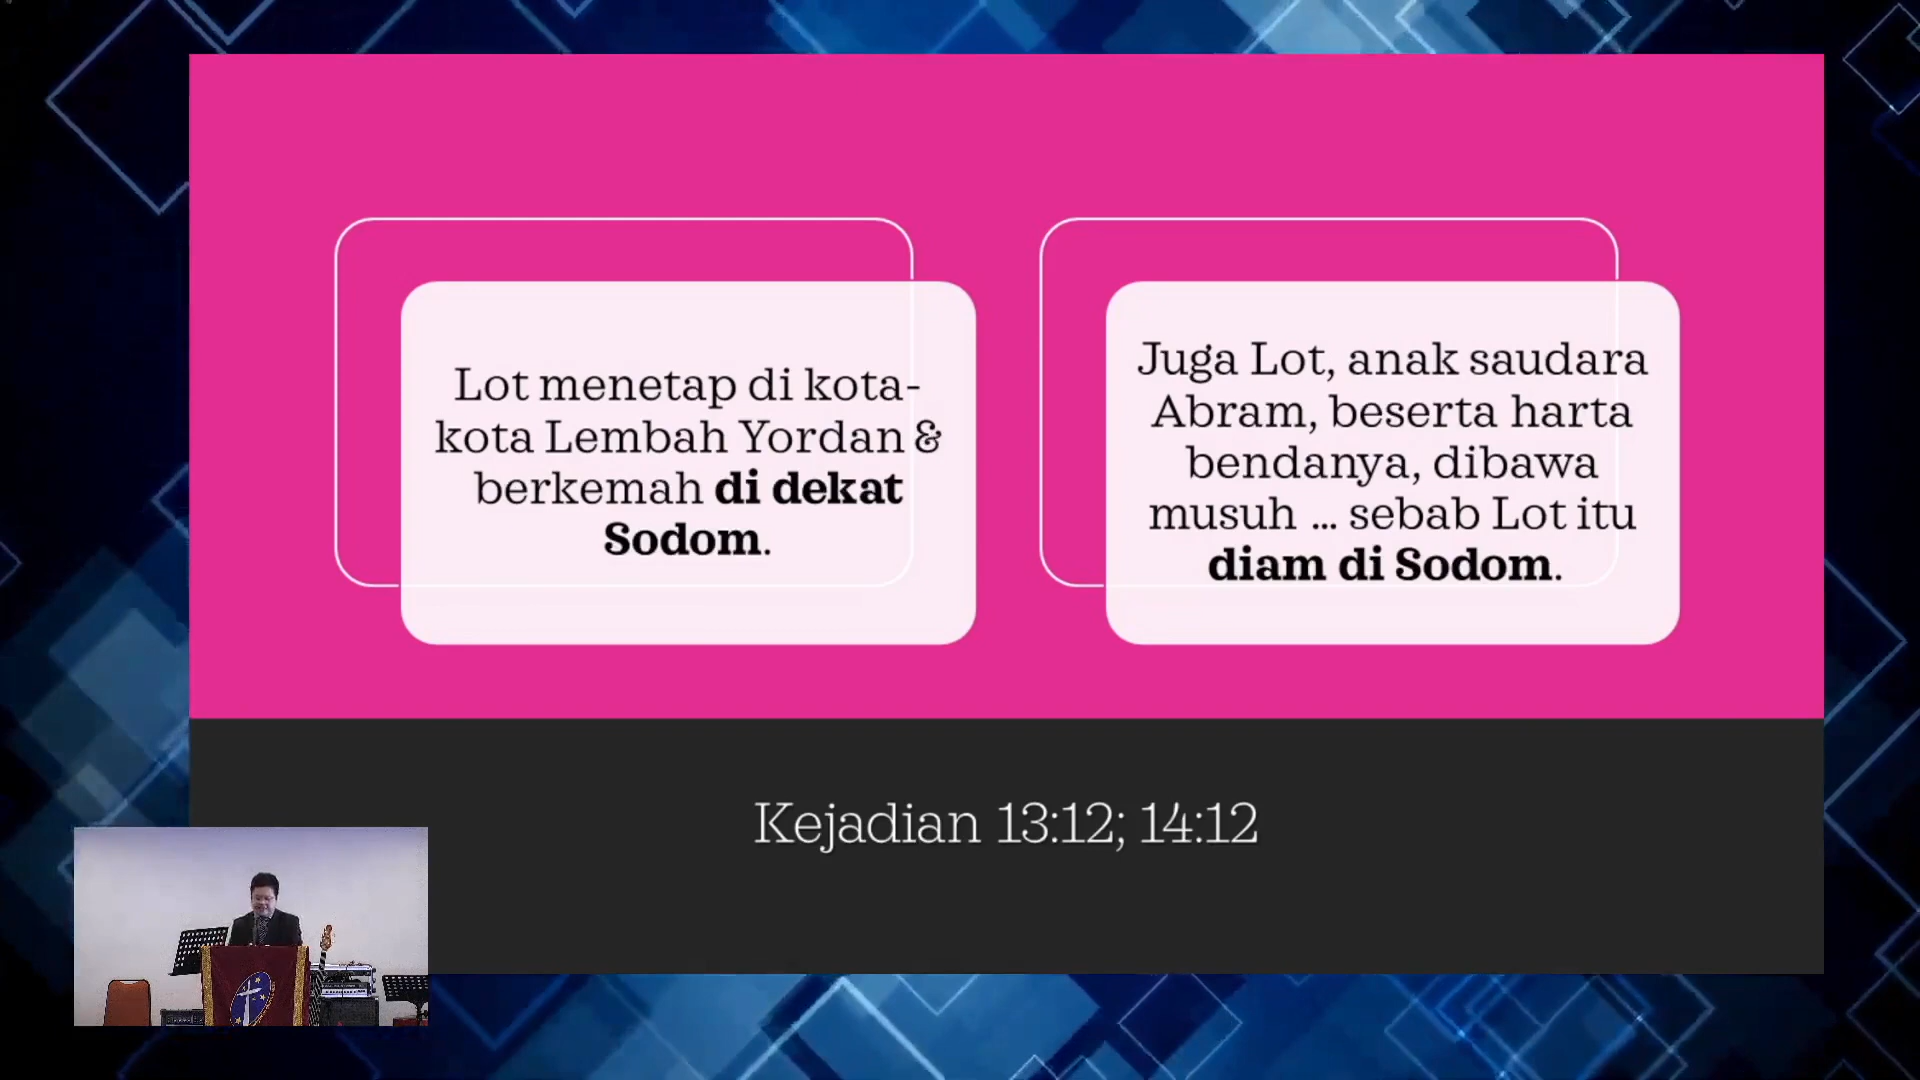 Lot menetap di kota-
kota Lembah Yordan &
berkemah di dekat
Sodom.
Juga Lot, anak saudara
Abram, beserta harta
bendanya, dibawa
musuh ... sebab Lot itu
diam di Sodom.
Kejadian 13:12; 14:12